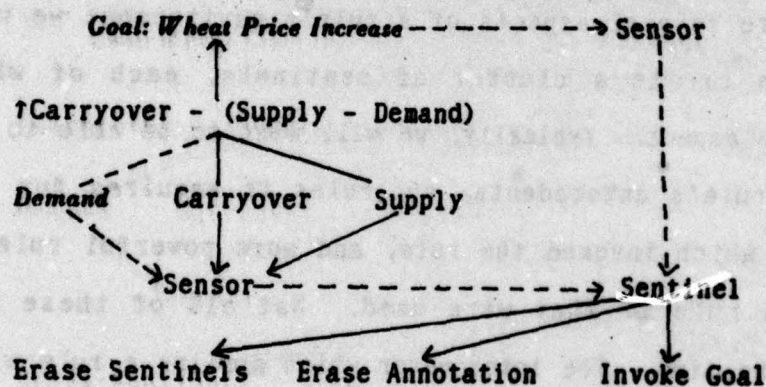 Goal: Wheat Price Increase Sensor
↑Carryover - (Supply - Demand)
Demand Carryover Supply
Sensor Sentinel
Erase Sentinels Erase Annotation Invoke Goal